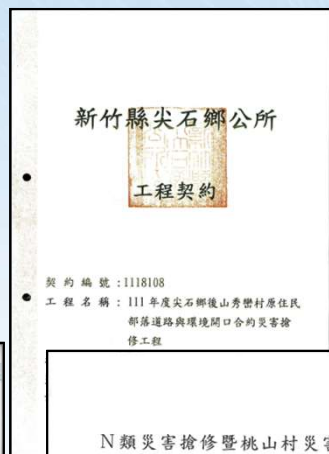 新竹縣尖石鄉公所
工程契約
契約編號:1118108
工程名稱:111年度尖石鄉後山秀巒村原住民
部落道路與環境開口合約災害搶
修工程
N類災害搶修暨桃山村災害